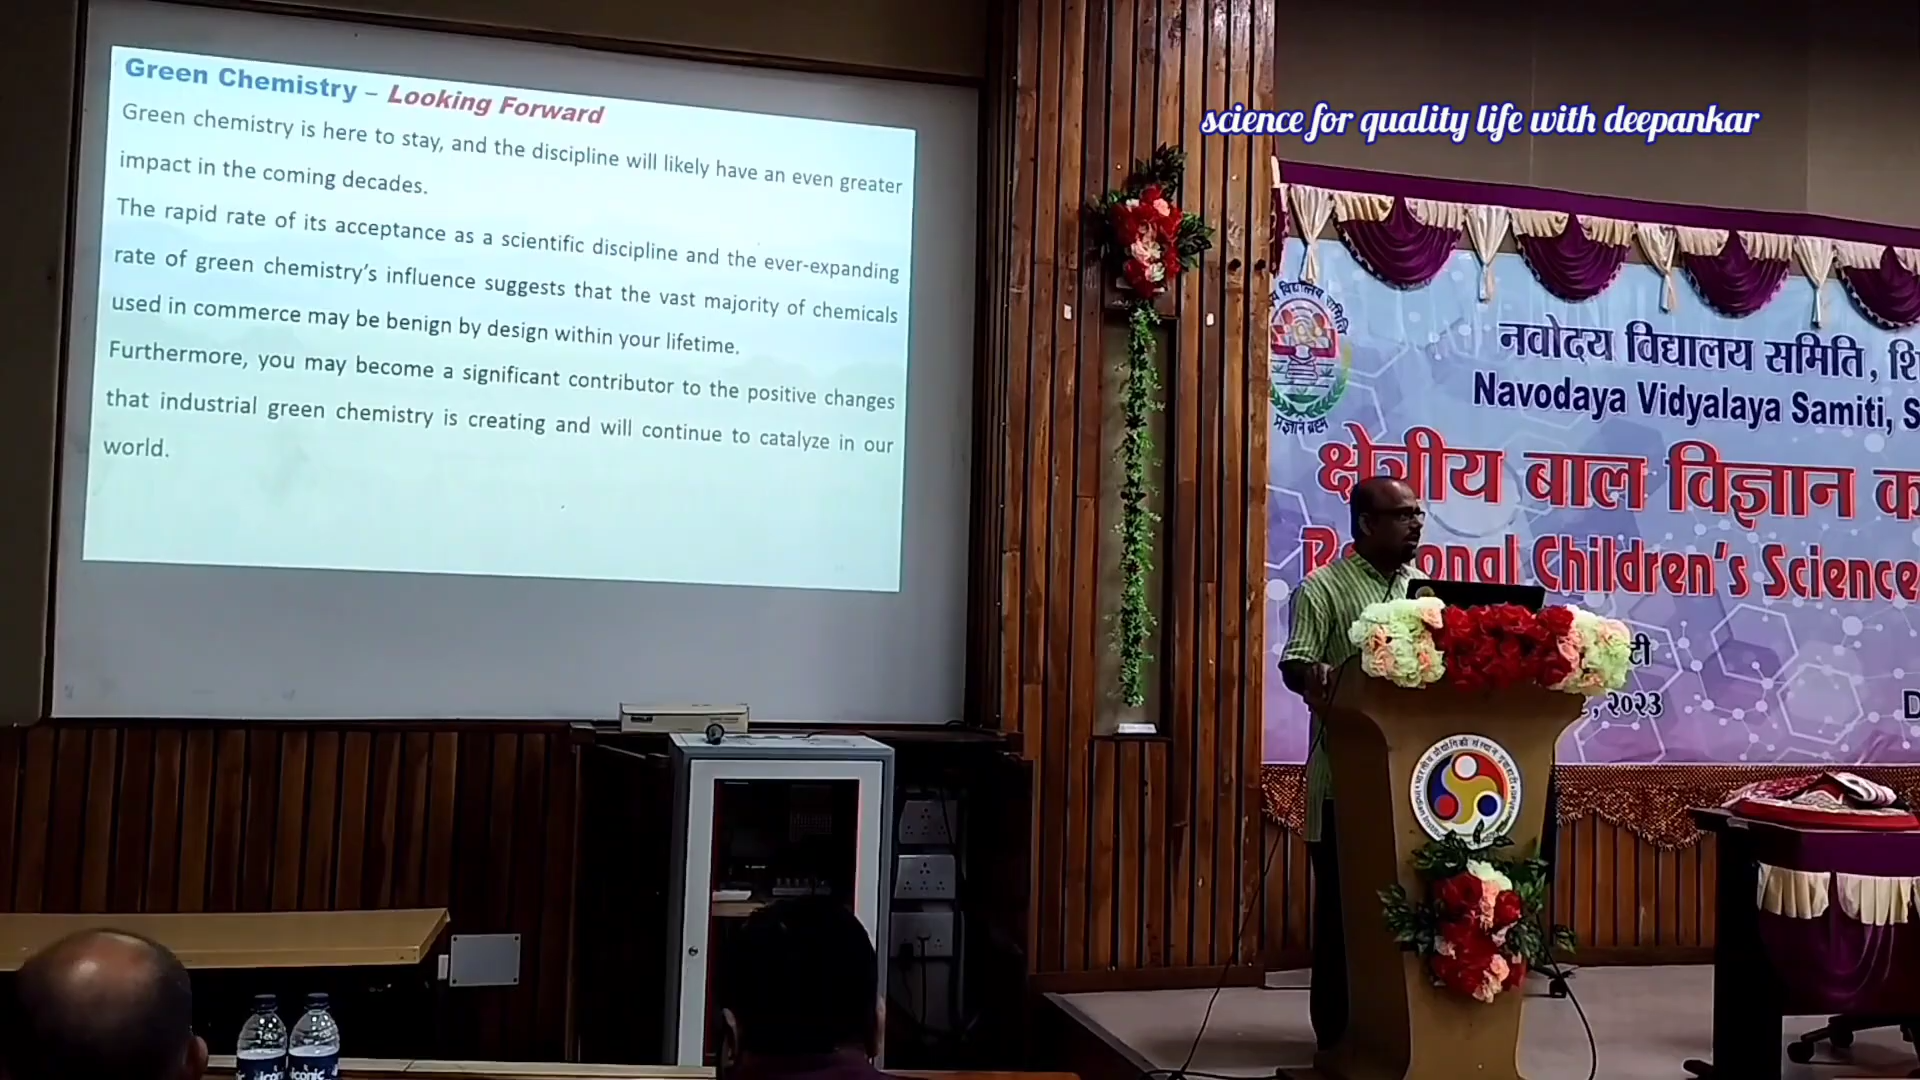 Green Chemistry – Looking Forward
Green chemistry is here to stay, and the discipline will likely have an even greater
impact in the coming decades.
The rapid rate of its acceptance as a scientific discipline and the ever-expanding
rate of green chemistry's influence suggests that the vast majority of chemicals
used in commerce may be benign by design within your lifetime.
Furthermore, you may become a significant contributor to the positive changes
that industrial green chemistry is creating and will continue to catalyze in our
world.
science for quality life with deepankar
नवोदय विद्यालय समिति, शि
Navodaya Vidyalaya Samiti, S
क्षेत्रीय बाल विज्ञान क
Children's Science
टी
, २०२३
D
iconic
iconic